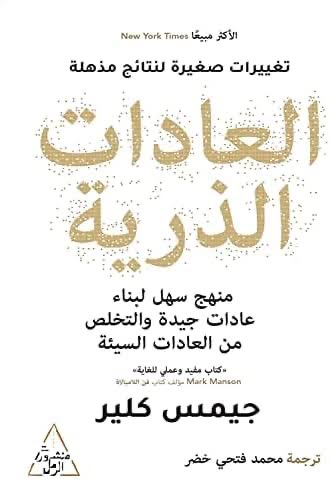 الأكثر مبيعًا New York Times
تغييرات صغيرة لنتائج مذهلة
العادات
الذرية
منهج سهل لبناء
عادات جيدة والتخلص
من العادات السيئة
«كتاب مفيد وعملي للغاية»
Mark Manson مؤلف كتاب فن اللامبالاة
جيمس كلير
ترجمة محمد فتحي خضر
منشورات
الرمل